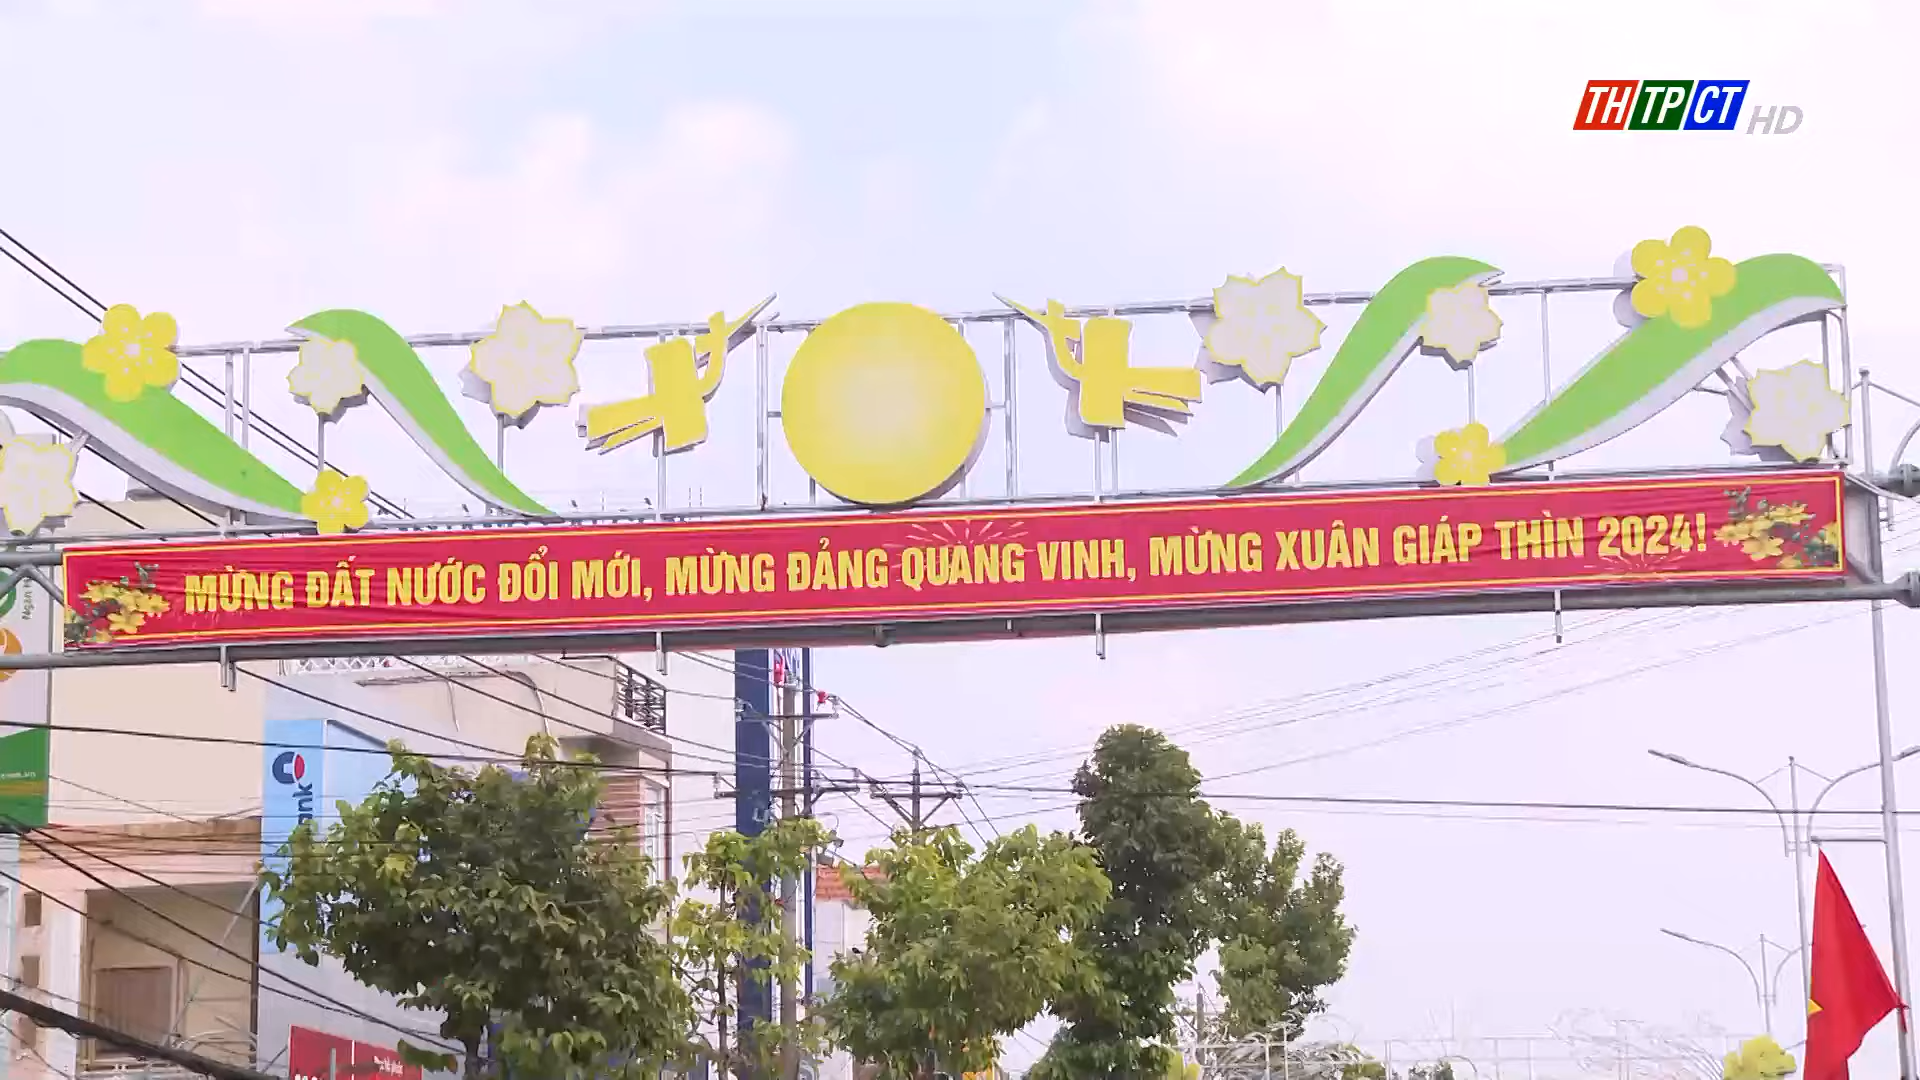 THTPCT HD
MỪNG ĐẤT NƯỚC ĐỔI MỚI, MỪNG ĐẢNG QUANG VINH, MỪNG XUÂN GIÁP THÌN 2024!